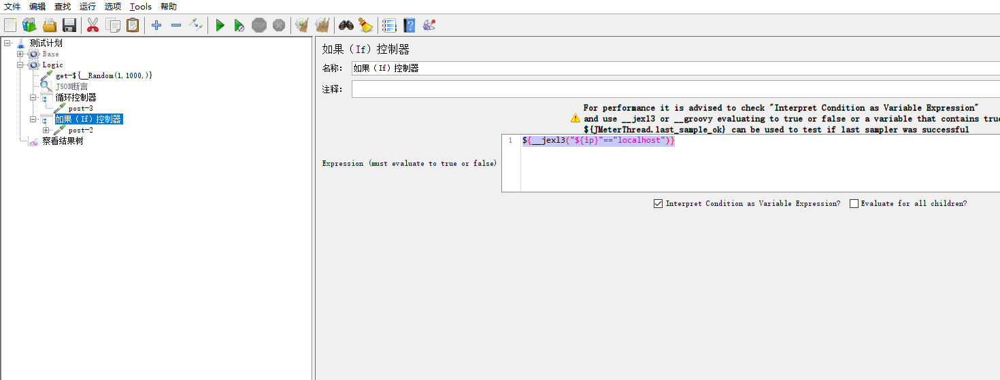 文件 编辑 查找 运行 选项 Tools 帮助
STOP
测试计划
Base
Logic
get-${__Random(1,1000,)}
JSON断言
循环控制器
post-3
如果（If）控制器
post-2
察看结果树
如果（If）控制器
名称： 如果（If）控制器
注释：
For performance it is advised to check "Interpret Condition as Variable Expression"
and use __jexl3 or __groovy evaluating to true or false or a variable that contains true
${JMeterThread.last_sample_ok} can be used to test if last sampler was successful
1 ${__jexl3("${ip}"=="localhost")}
Expression (must evaluate to true or false)
Interpret Condition as Variable Expression? Evaluate for all children?